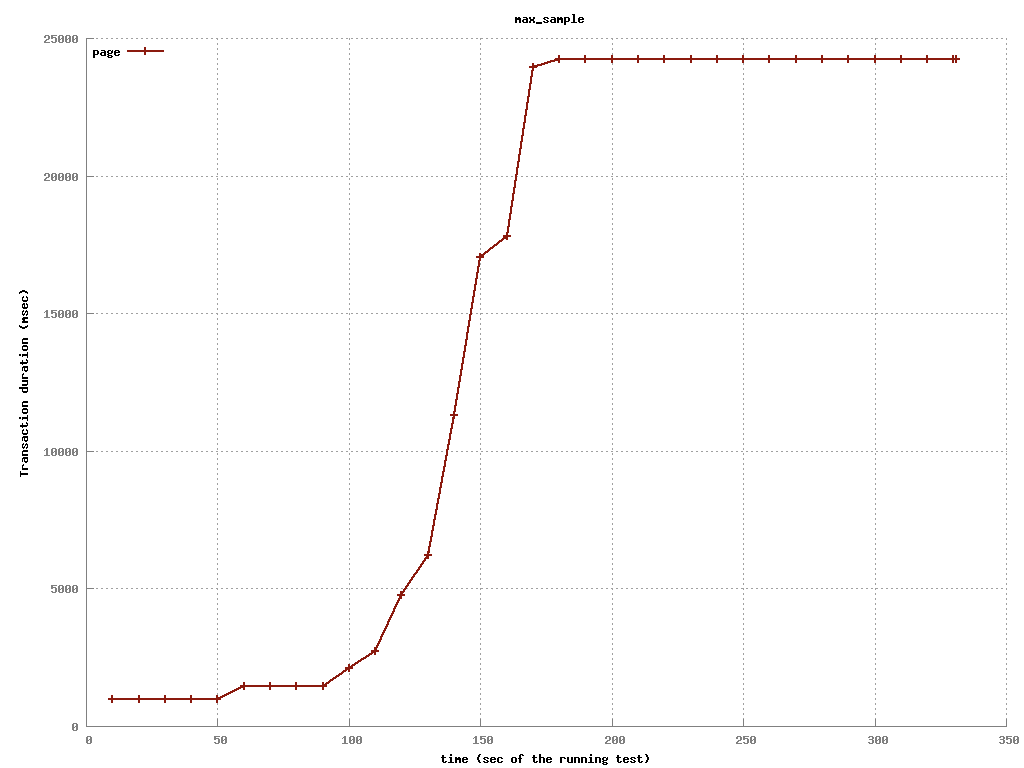 max_sample
page
25000
20000
15000
10000
5000
0
Transaction duration (msec)
0 50 100 150 200 250 300 350
time (sec of the running test)